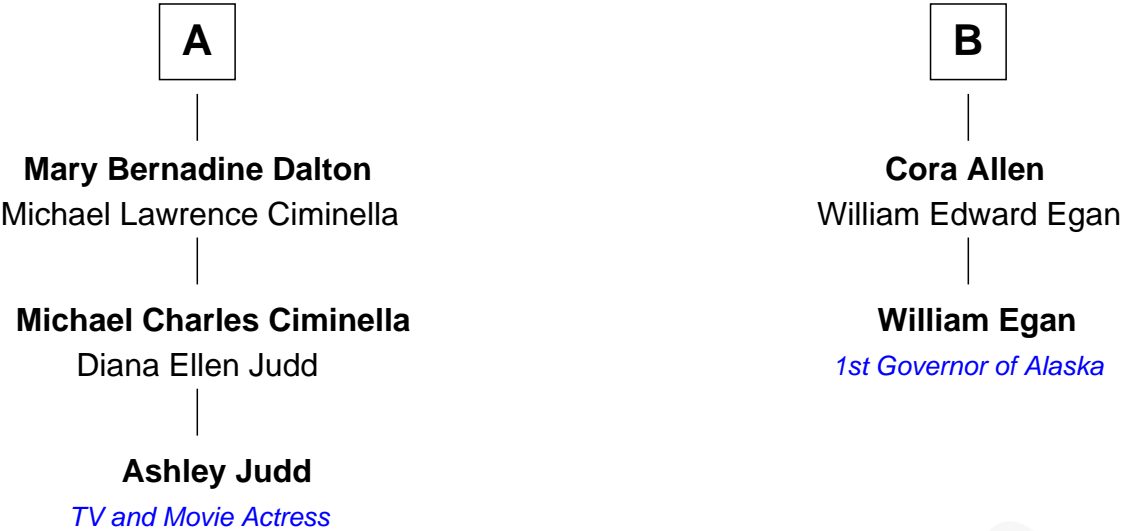 A
B
Mary Bernadine Dalton
Michael Lawrence Ciminella
Cora Allen
William Edward Egan
Michael Charles Ciminella
Diana Ellen Judd
William Egan
1st Governor of Alaska
Ashley Judd
TV and Movie Actress